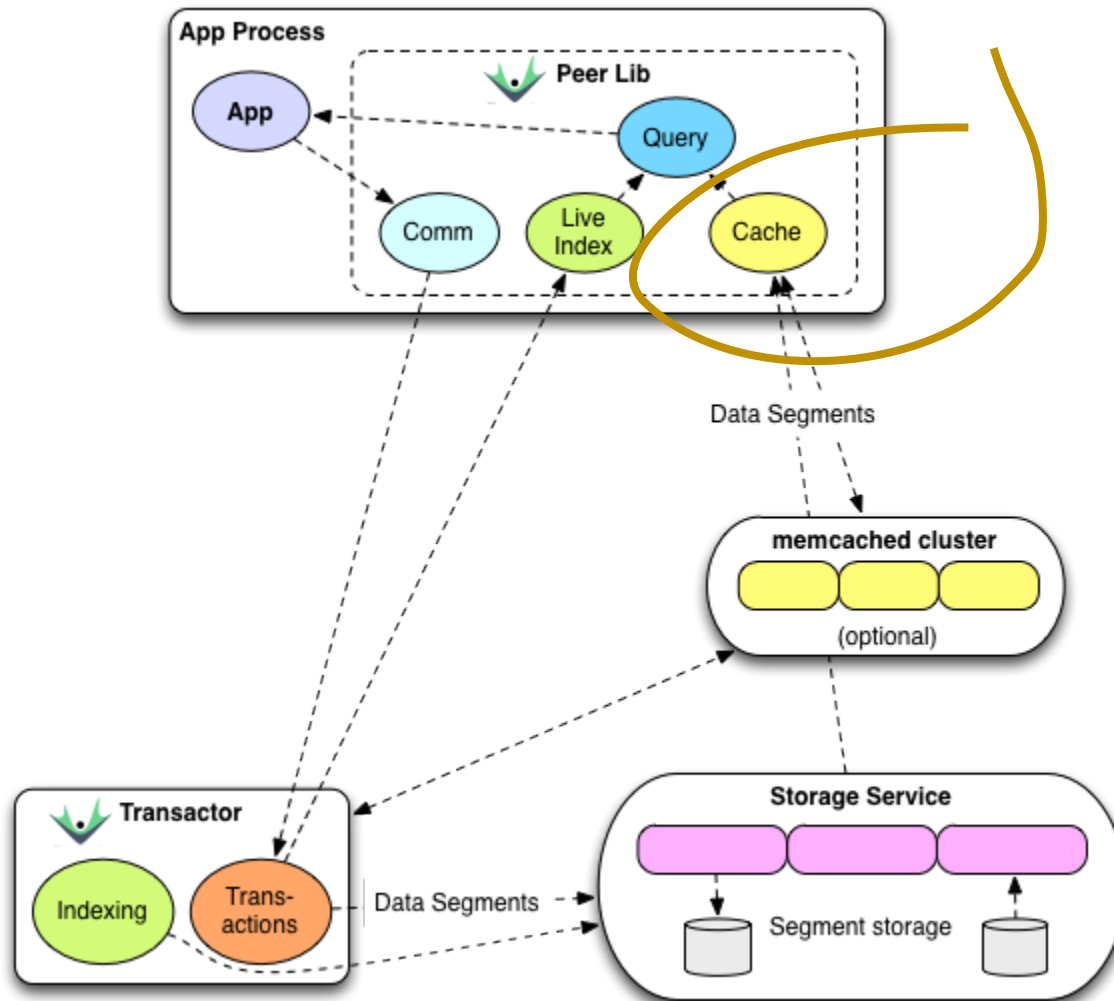 App Process
Peer Lib
App
Query
Comm
Live
Index
Cache
Data Segments
memcached cluster
(optional)
Transactor
Storage Service
Indexing
Trans-
actions
Data Segments
Segment storage